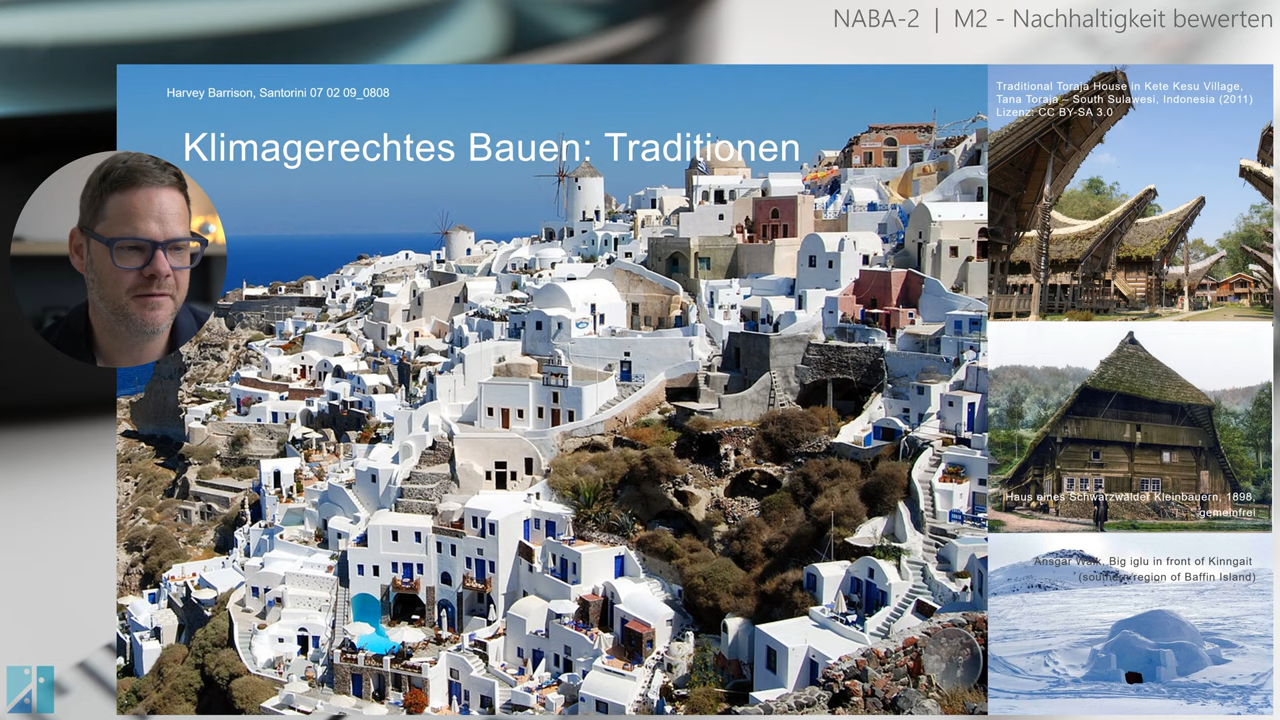 NABA-2 | M2 - Nachhaltigkeit bewerten
Harvey Barrison, Santorini 07 02 09_0808
Klimagerechtes Bauen: Traditionen
Traditional Toraja House in Kete Kesu Village,
Tana Toraja – South Sulawesi, Indonesia (2011)
Lizenz: CC BY-SA 3.0
Haus eines Schwarzwälder Kleinbauern, 1898,
gemeinfrei
Ansgar Walk, Big iglu in front of Kinngait
(southern region of Baffin Island)